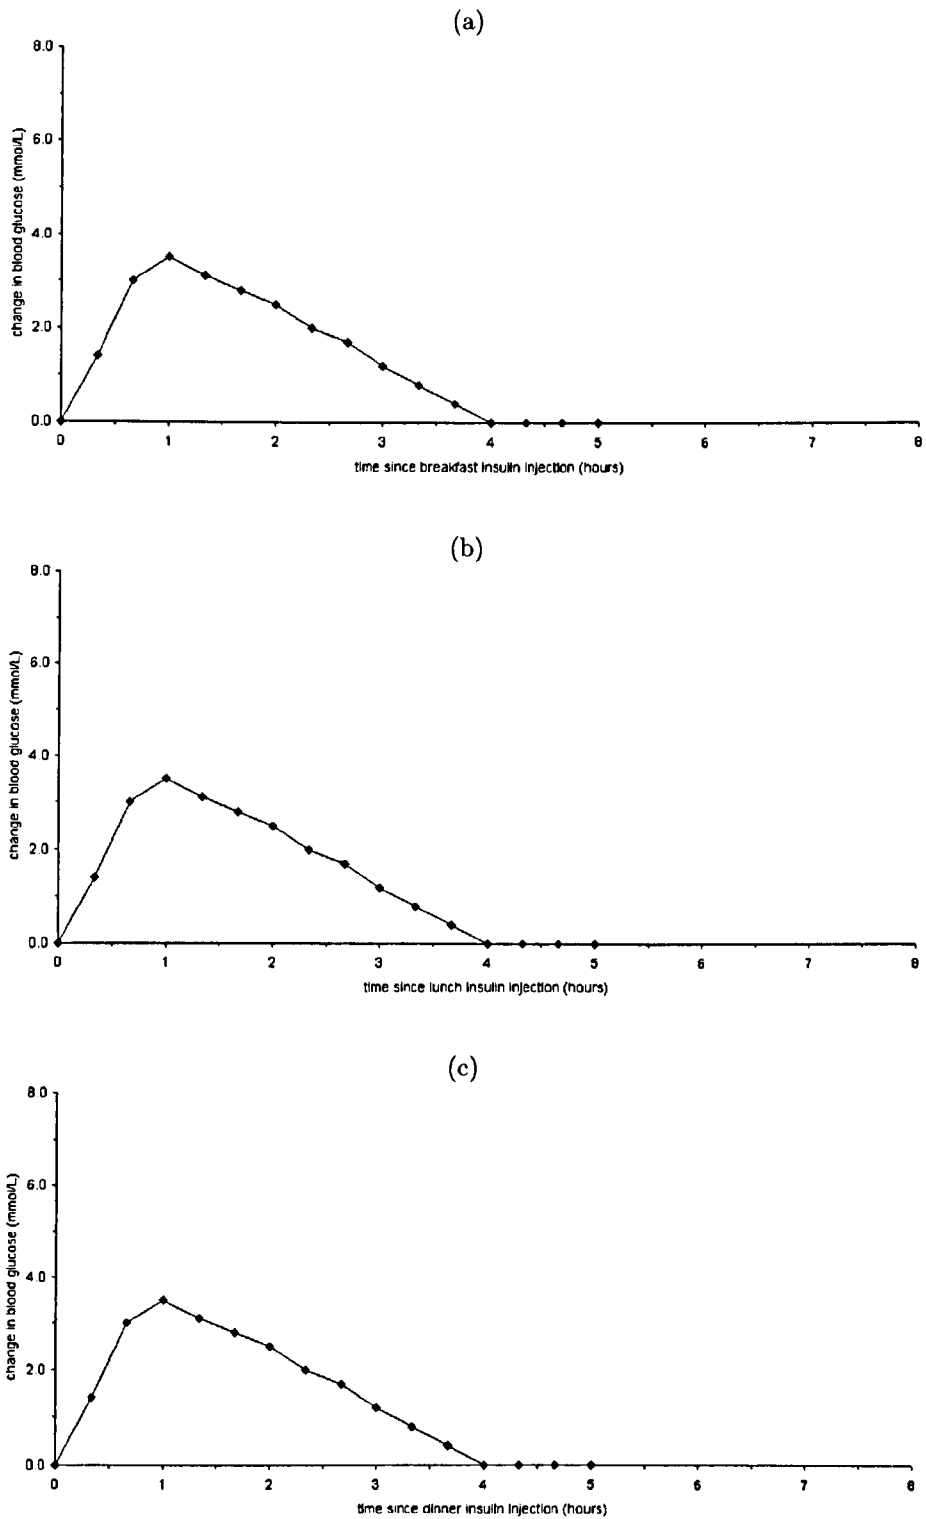 (a)
8.0
6.0
4.0
2.0
0.0
change in blood glucose (mmol/L)
0 1 2 3 4 5 6 7 8
time since breakfast insulin injection (hours)
(b)
8.0
6.0
4.0
2.0
0.0
change in blood glucose (mmol/L)
0 1 2 3 4 5 6 7 8
time since lunch insulin injection (hours)
(c)
8.0
6.0
4.0
2.0
0.0
change in blood glucose (mmol/L)
0 1 2 3 4 5 6 7 8
time since dinner insulin injection (hours)